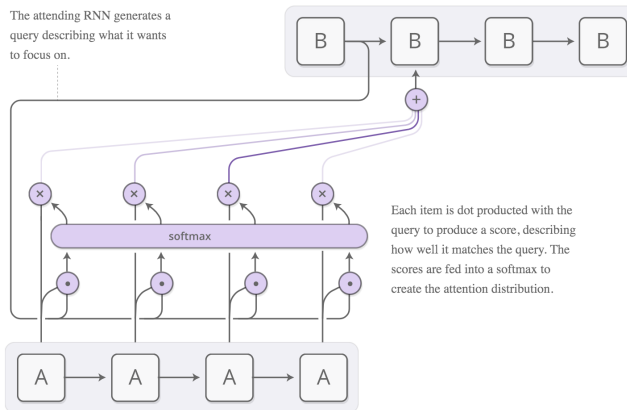 The attending RNN generates a
query describing what it wants
to focus on.
B B B B
+
× × × ×
softmax
Each item is dot producted with the
query to produce a score, describing
how well it matches the query. The
scores are fed into a softmax to
create the attention distribution.
A A A A